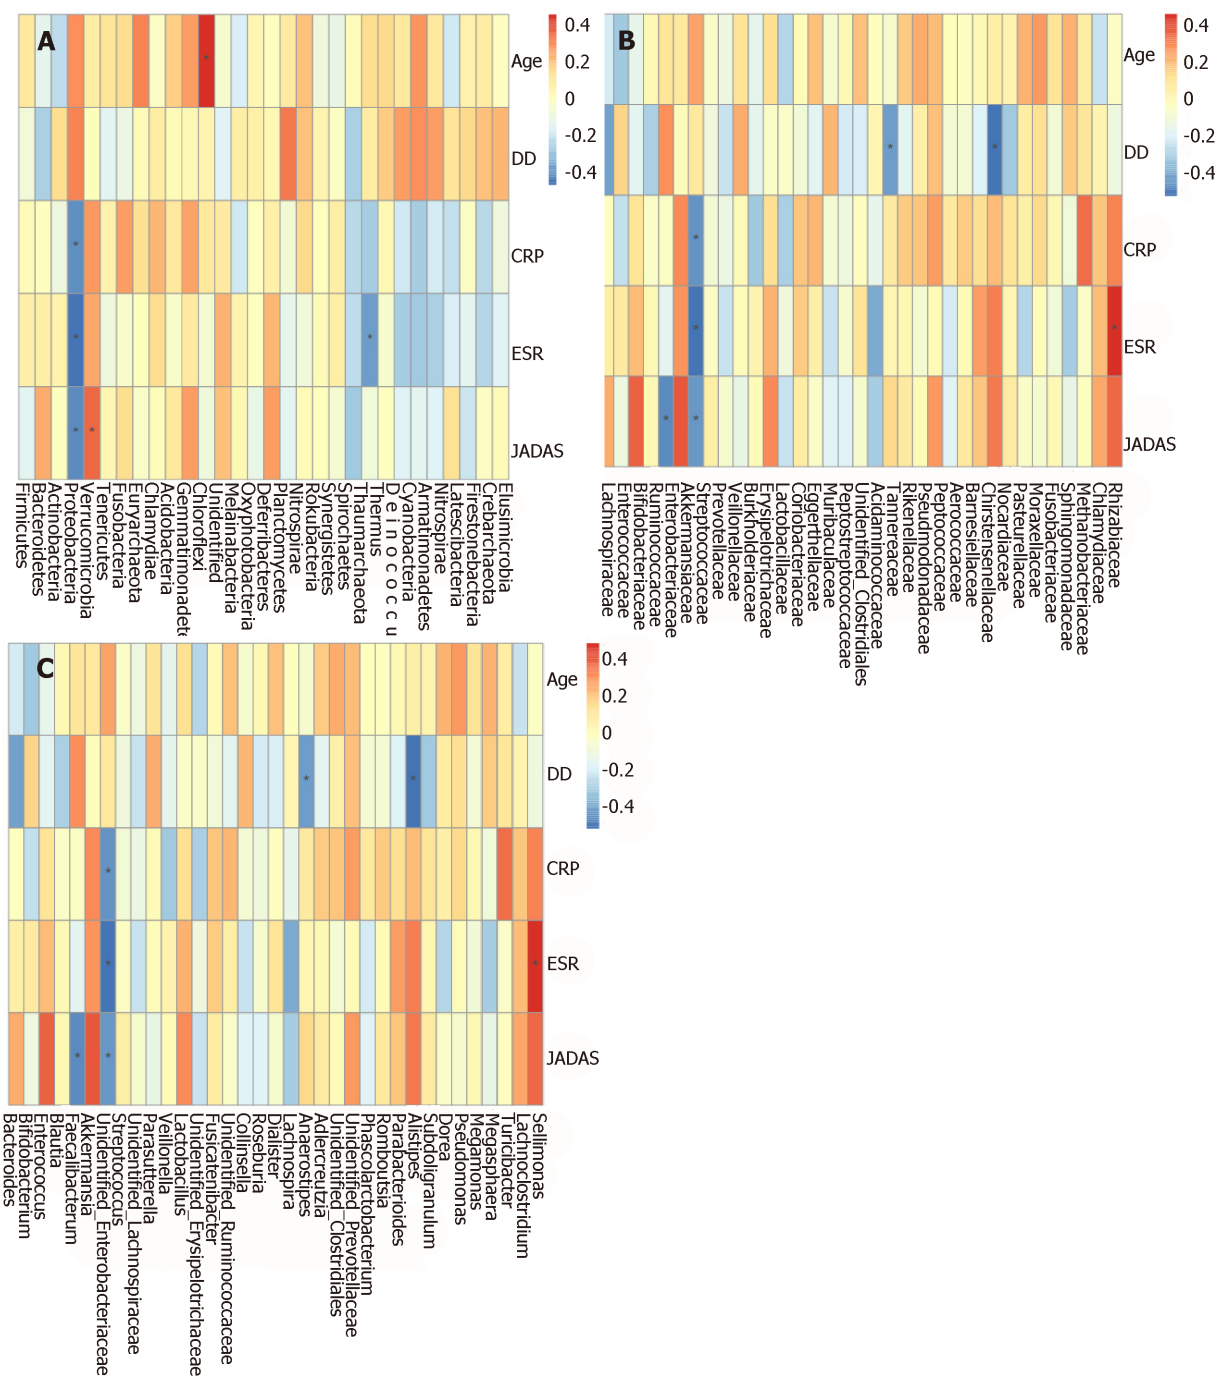 A
Age
DD
CRP
ESR
JADAS
0.4
0.2
0
-0.2
-0.4
Firmicutes
Bacteroidetes
Actinobacteria
Proteobacteria
Verrucomicrobia
Tenericutes
Fusobacteria
Euryarchaeota
Chlamydiae
Acidobacteria
Gemmatimonadete
Chloroflexi
Unidentified
Melainabacteria
Oxyphotobacteria
Deferribacteres
Planctomycetes
Nitrospirae
Rokubacteria
Synergistetes
Spirochaetes
Thaumarchaeota
Thermus
D e i n o c o c c u
Cyanobacteria
Armatimonadetes
Nitrospirae
Latescibacteria
Firestonebacteria
Crebarchaeota
Elusimicrobia
B
Age
DD
CRP
ESR
JADAS
0.4
0.2
0
-0.2
-0.4
Lachnospiraceae
Enterococcaceae
Bifidobacteriaceae
Ruminococcaceae
Enterobacteriaceae
Akkermansiaceae
Streptococcaceae
Prevotellaceae
Veillonellaceae
Burkholderiaceae
Erysipelotrichaceae
Lactobacillaceae
Coriobacteriaceae
Eggerthellaceae
Muribaculaceae
Peptostreptococcaceae
Unidentified_Clostridiales
Acidaminococcaceae
Tannereaceae
Rikenellaceae
Pseudmonadaceae
Peptococcaceae
Aerococcaceae
Barnesiellaceae
Chirstensenellaceae
Nocardiaceae
Pasteurellaceae
Moraxellaceae
Fusobacteriaceae
Sphingomonadaceae
Methanobacteriaceae
Chlamydiaceae
Rhizabiaceae
C
Age
DD
CRP
ESR
JADAS
0.4
0.2
0
-0.2
-0.4
Bacteroides
Bifidobacterium
Enterococcus
Blautia
Faecalibacterum
Akkermansia
Unidentified_Enterobacteriaceae
Streptococcus
Unidentified_Lachnospiraceae
Parasutterella
Veillonella
Lactobacillus
Unidentified_Erysipelotrichaceae
Fusicatenibacter
Unidentified_Ruminococcaceae
Collinsella
Roseburia
Dialister
Lachnospira
Anaerostipes
Adlercreutzia
Unidentified_Clostridiales
Unidentified_Prevotellaceae
Phascolarctobacterium
Romboutsia
Parabacterioides
Alistipes
Subdoligranulum
Dorea
Pseudomonas
Megamonas
Megasphaera
Turicibacter
Lachnoclostridium
Sellimonas